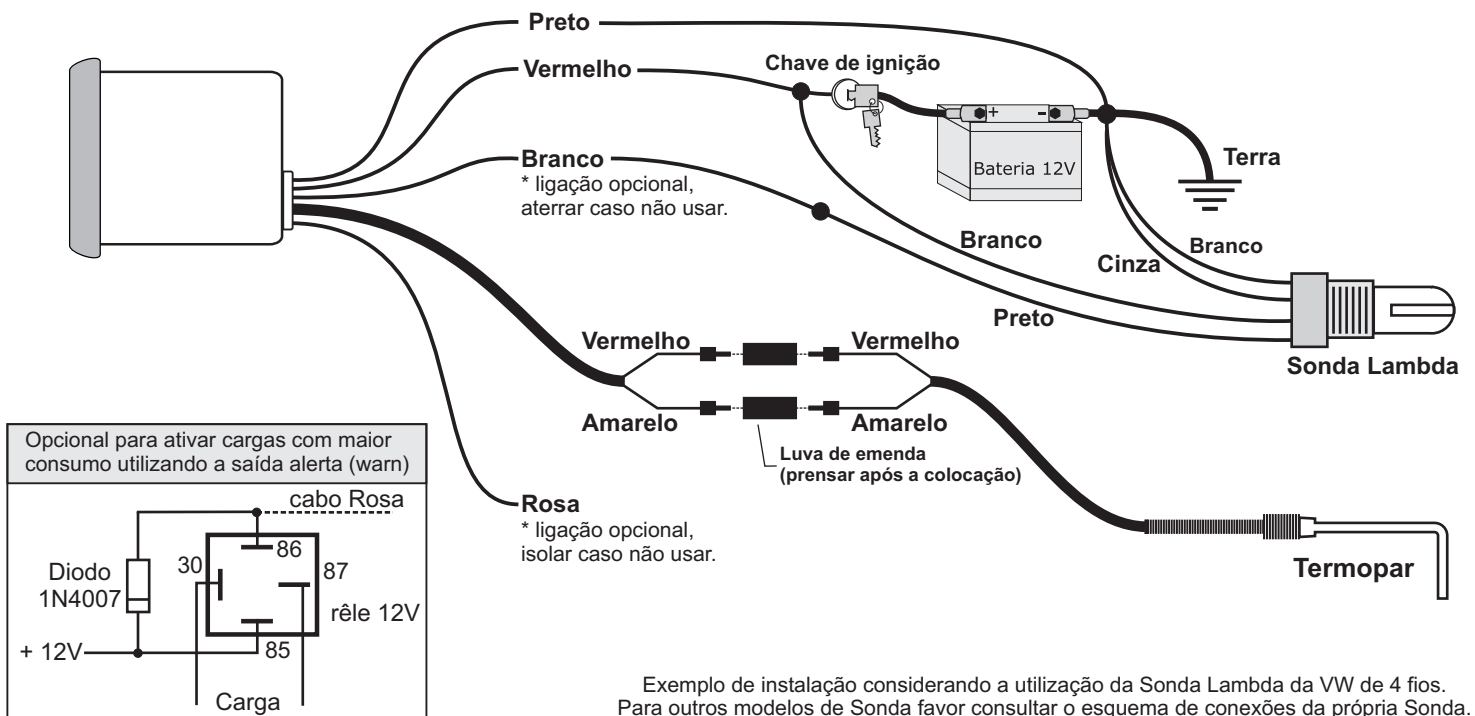 Preto
Vermelho
Chave de ignição
+
-
Bateria 12V
Terra
Branco
* ligação opcional,
aterrar caso não usar.
Branco
Cinza
Branco
Preto
Sonda Lambda
Vermelho
Vermelho
Amarelo
Amarelo
Luva de emenda
(prensar após a colocação)
Rosa
* ligação opcional,
isolar caso não usar.
Termopar
Opcional para ativar cargas com maior
consumo utilizando a saída alerta (warn)
cabo Rosa
86
30
87
Diodo
1N4007
rêle 12V
+ 12V
85
Carga
Exemplo de instalação considerando a utilização da Sonda Lambda da VW de 4 fios.
Para outros modelos de Sonda favor consultar o esquema de conexões da própria Sonda.